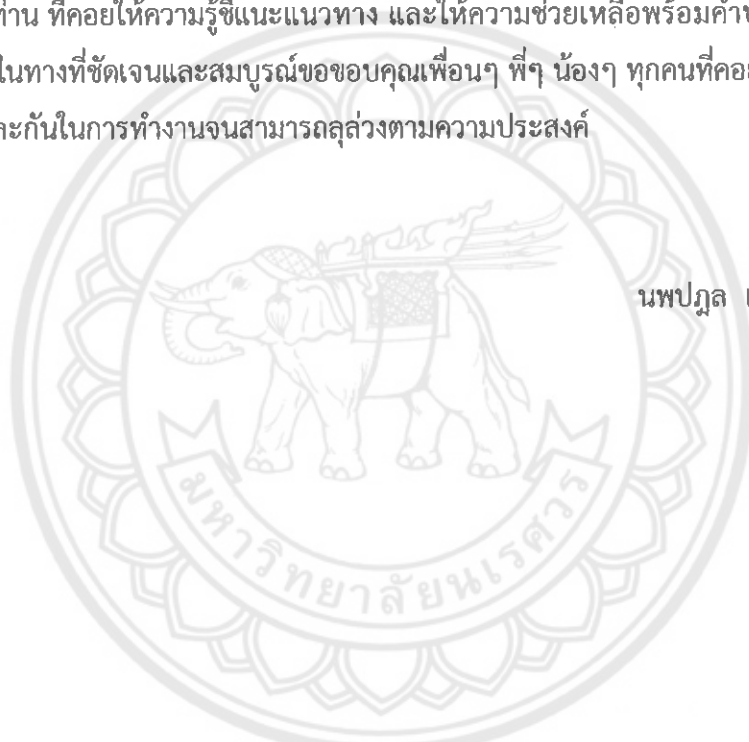 ท่าน ที่คอยให้ความรู้ชี้แนะแนวทาง และให้ความช่วยเหลือพร้อม
ในทางที่ชัดเจนและสมบูรณ์ขอขอบคุณเพื่อนๆ พี่ๆ น้องๆ ทุกคนที่คอย
ะกันในการทำงานจนสามารถลุล่วงตามความประสงค์
นพปฎล
มหาวิทยาลัยนเรศวร